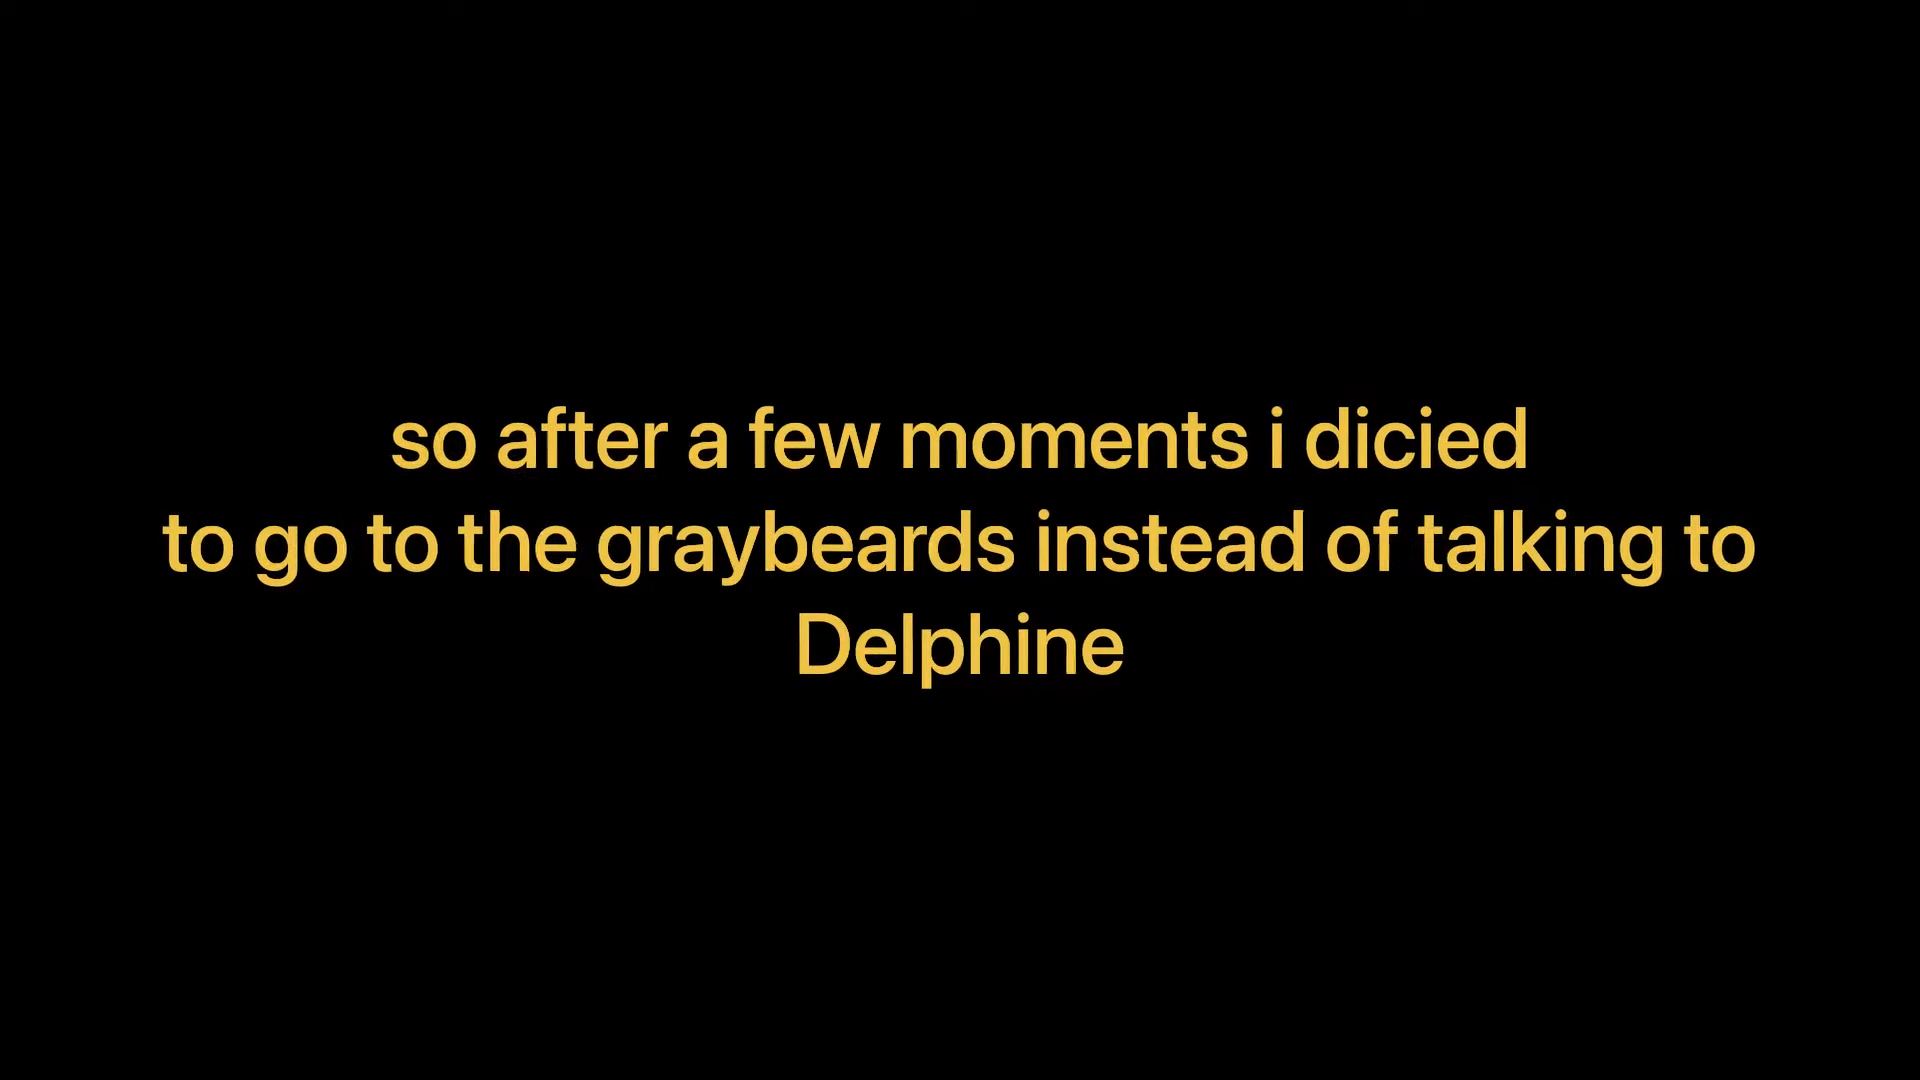 so after a few moments i dicied
to go to the graybeards instead of talking to
Delphine